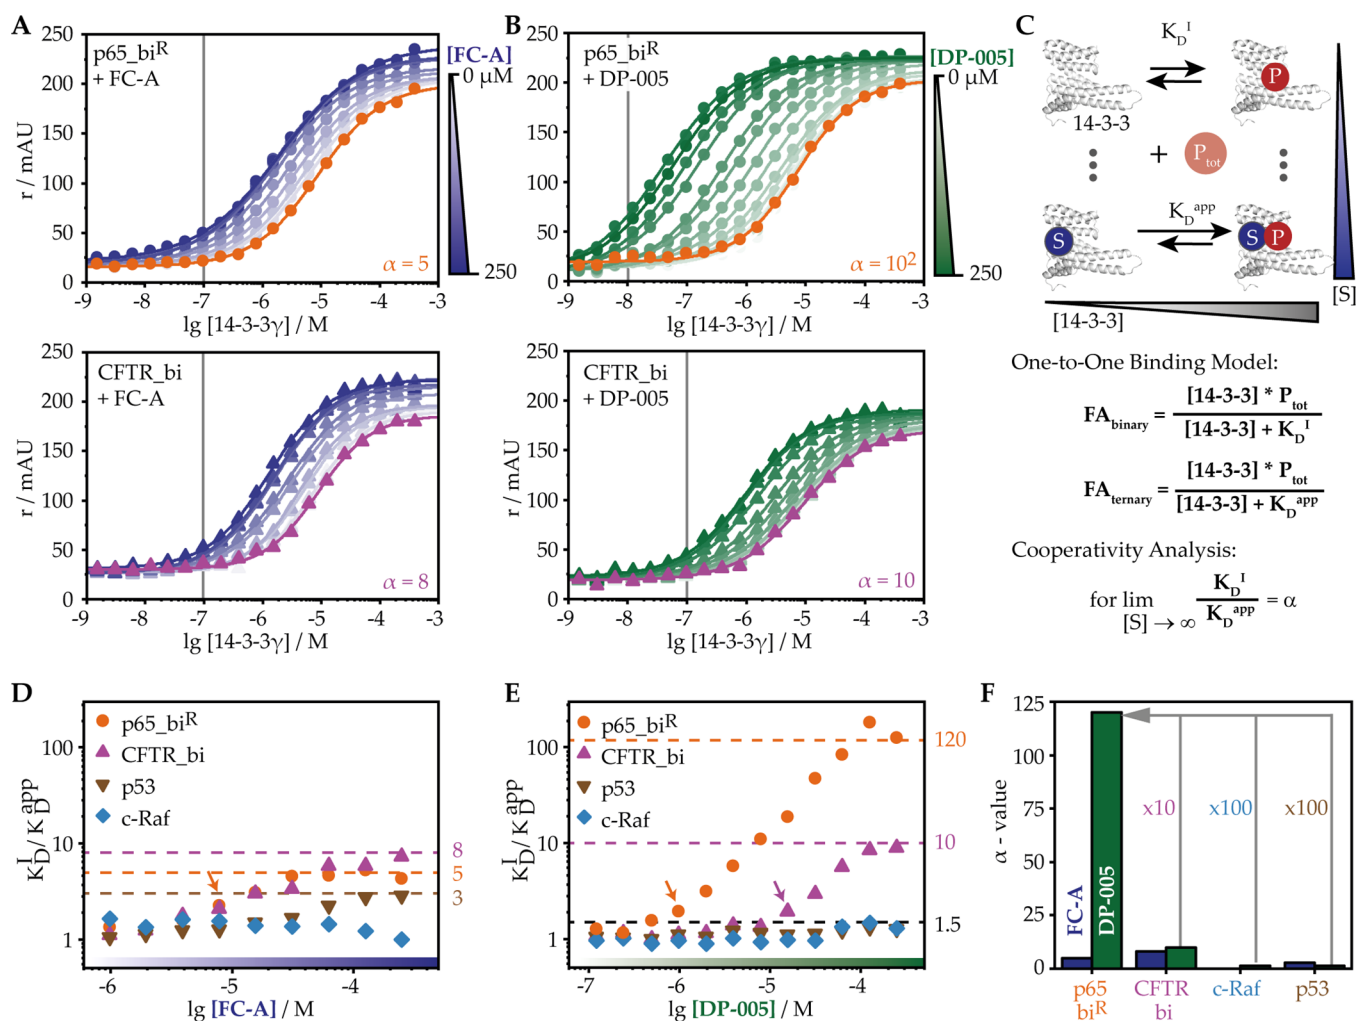 A
p65_biR
+ FC-A
[FC-A]
0 μM
250
r / mAU
250
200
150
100
50
0
-9 -8 -7 -6 -5 -4 -3
lg [14-3-3γ] / M
α = 5
B
p65_biR
+ DP-005
[DP-005]
0 μM
250
250
200
150
100
50
0
-9 -8 -7 -6 -5 -4 -3
lg [14-3-3γ] / M
α = 10²
C
KDI
P
14-3-3
+ Ptot
KDapp
S
S P
[14-3-3]
[S]
CFTR_bi
+ FC-A
r / mAU
250
200
150
100
50
0
-9 -8 -7 -6 -5 -4 -3
lg [14-3-3γ] / M
α = 8
CFTR_bi
+ DP-005
250
200
150
100
50
0
-9 -8 -7 -6 -5 -4 -3
lg [14-3-3γ] / M
α = 10
One-to-One Binding Model:
FAbinary = [14-3-3] * Ptot / [14-3-3] + KDI
FAternary = [14-3-3] * Ptot / [14-3-3] + KDapp
Cooperativity Analysis:
for lim [S] → ∞ KDI / KDapp = α
D
p65_biR
CFTR_bi
p53
c-Raf
KDI / KDapp
100
10
1
8
5
3
-6 -5 -4
lg [FC-A] / M
E
p65_biR
CFTR_bi
p53
c-Raf
KDI / KDapp
100
10
1
120
10
1.5
-7 -6 -5 -4
lg [DP-005] / M
F
α - value
125
100
75
50
25
0
FC-A
DP-005
x10
x100
x100
p65 biR
CFTR bi
c-Raf
p53